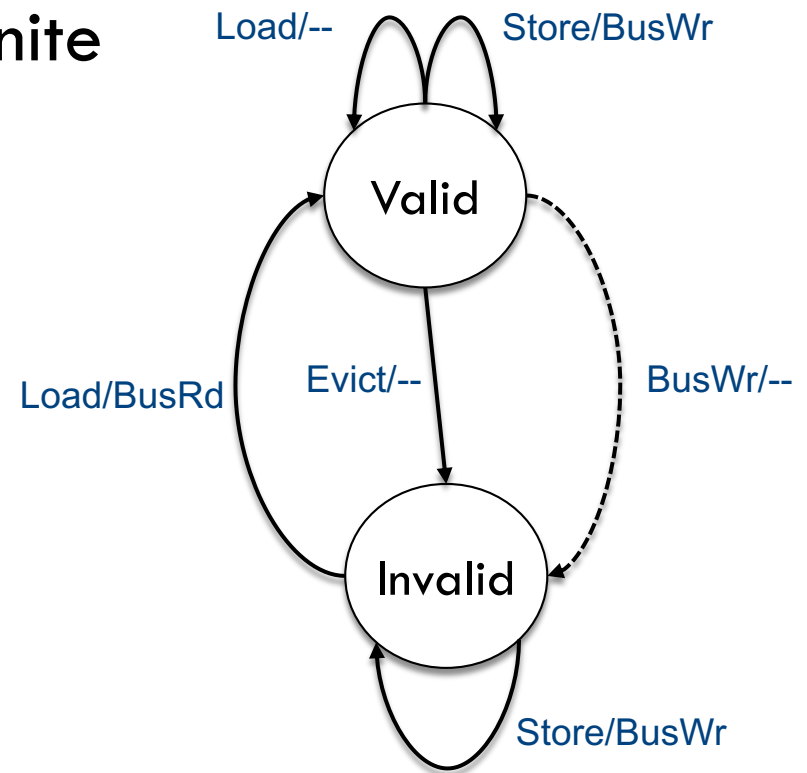 nite
Load/--
Store/BusWr
Valid
Load/BusRd
Evict/--
BusWr/--
Invalid
Store/BusWr